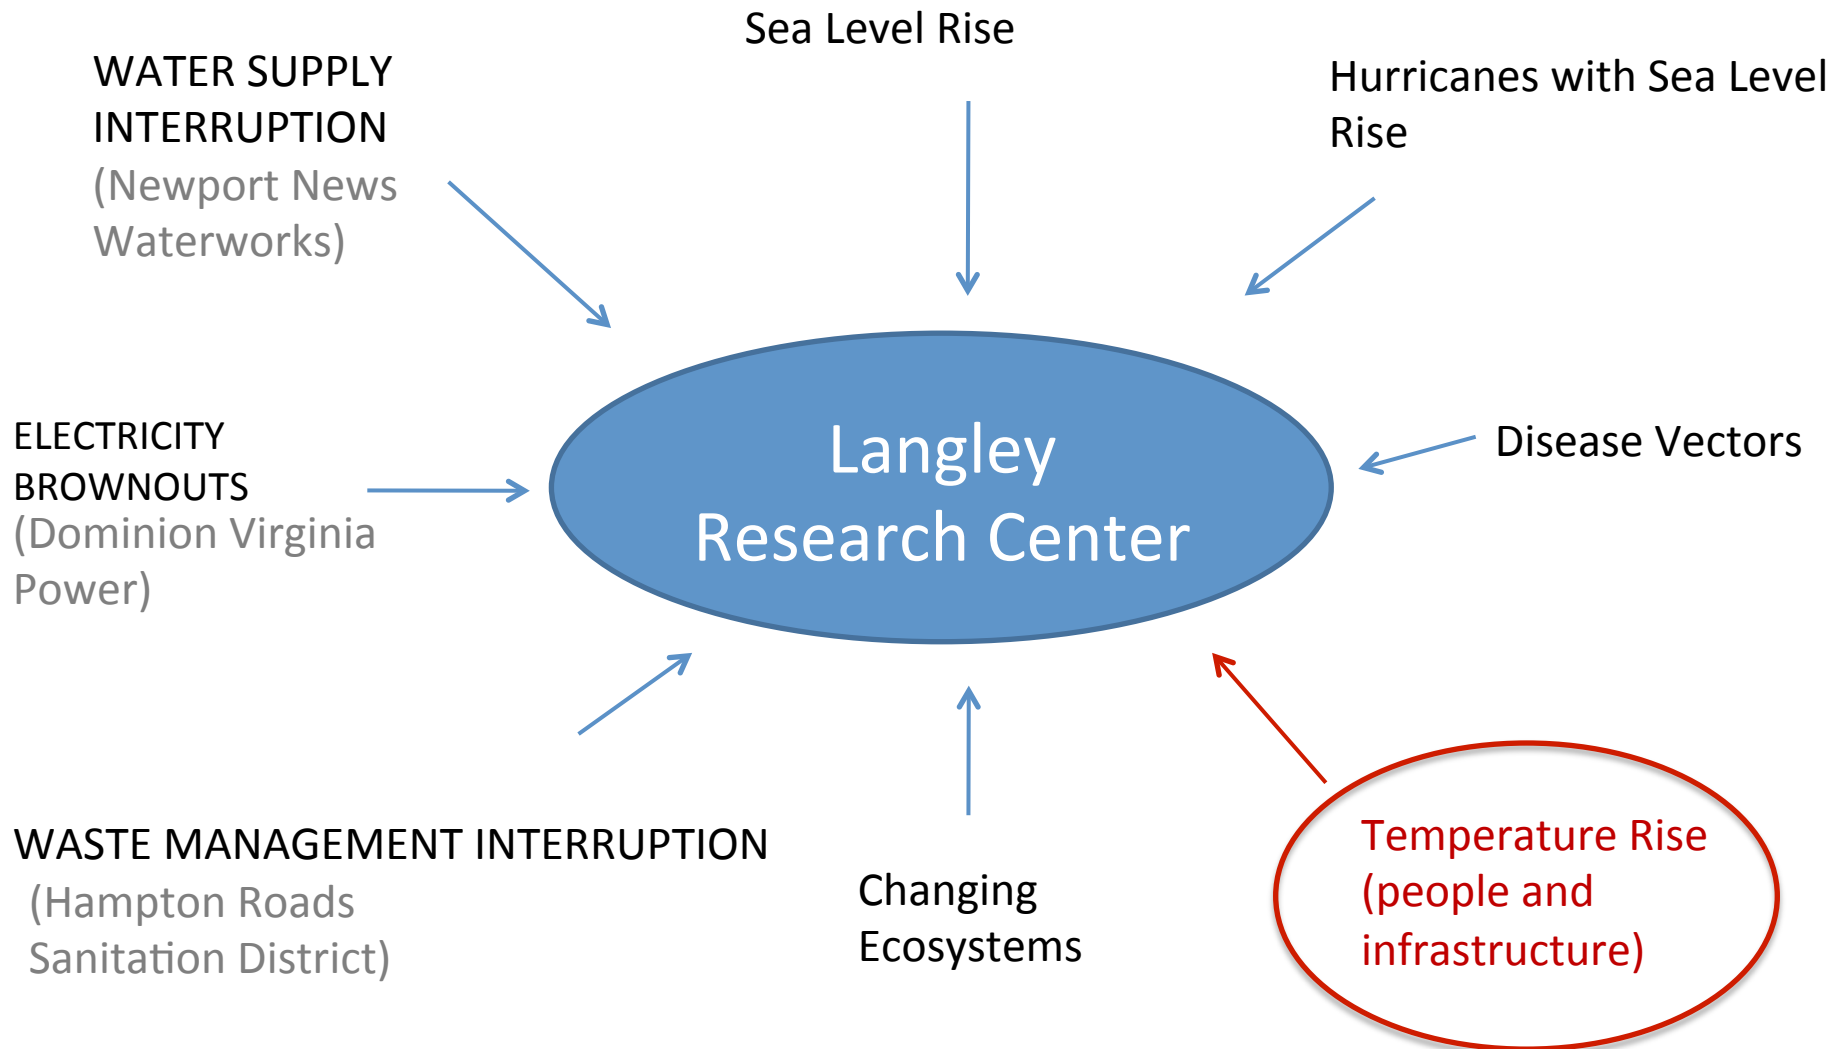 Sea Level Rise
WATER SUPPLY
INTERRUPTION
(Newport News
Waterworks)
Hurricanes with Sea Level
Rise
ELECTRICITY
BROWNOUTS
(Dominion Virginia
Power)
Langley
Research Center
Disease Vectors
WASTE MANAGEMENT INTERRUPTION
(Hampton Roads
Sanitation District)
Changing
Ecosystems
Temperature Rise
(people and
infrastructure)